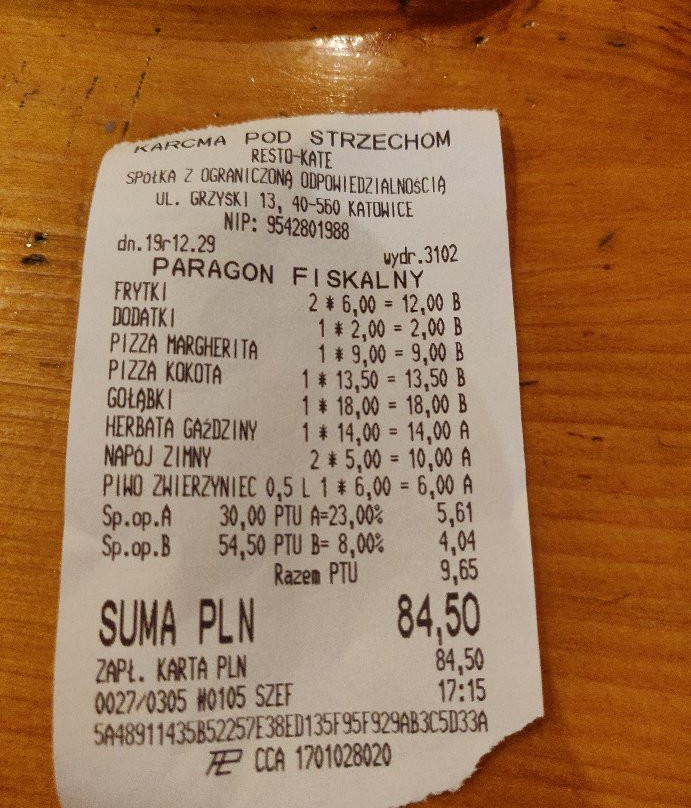 KARCMA POD STRZECHOM
RESTO-KATE
SPÓŁKA Z OGRANICZONĄ ODPOWIEDZIALNOŚCIĄ
UL. GRZYŚKI 13, 40-560 KATOWICE
NIP: 9542801988
dn.19r12.29 wydr.3102
PARAGON FISKALNY
FRYTKI 2 * 6,00 = 12,00 B
DODATKI 1 * 2,00 = 2,00 B
PIZZA MARGHERITA 1 * 9,00 = 9,00 B
PIZZA KOKOTA 1 * 13,50 = 13,50 B
GOŁĄBKI 1 * 18,00 = 18,00 B
HERBATA GAŹDZINY 1 * 14,00 = 14,00 A
NAPÓJ ZIMNY 2 * 5,00 = 10,00 A
PIWO ZWIERZYNIEC 0,5 L 1 * 6,00 = 6,00 A
Sp.op.A 30,00 PTU A=23,00% 5,61
Sp.op.B 54,50 PTU B= 8,00% 4,04
Razem PTU 9,65
SUMA PLN 84,50
ZAPŁ. KARTA PLN 84,50
0027/0305 #0105 SZEF 17:15
5A48911435B52257E38ED135F95F929AB3C5D33A
CCA 1701028020